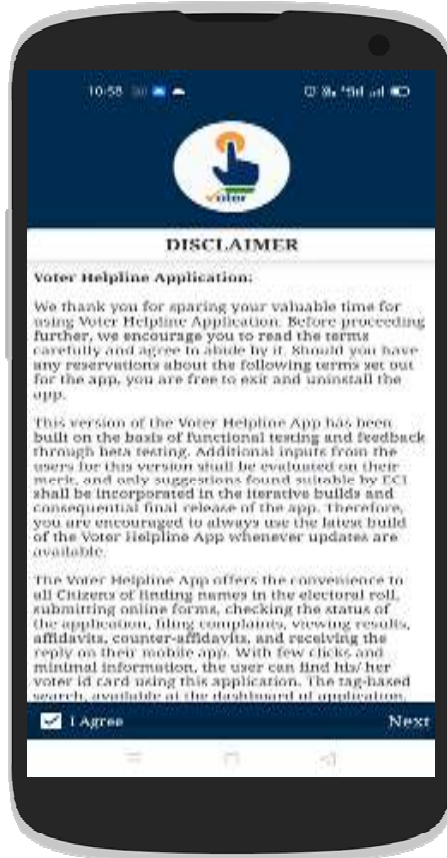 10:58
Voter
DISCLAIMER
Voter Helpline Application:
We thank you for sparing your valuable time for
using Voter Helpline Application. Before proceeding
further, we encourage you to read the terms
carefully and agree to abide by it. Should you have
any reservations about the following terms set out
for the app, you are free to exit and uninstall the
app.
This version of the Voter Helpline App has been
built on the basis of functional testing and feedback
through beta testing. Additional inputs from the
users for this version shall be evaluated on their
merit, and only suggestions found suitable by ECI
shall be incorporated in the iterative builds and
consequential final release of the app. Therefore,
you are encouraged to always use the latest build
of the Voter Helpline App whenever updates are
available.
The Voter Helpline App offers the convenience to
all Citizens of finding names in the electoral roll,
submitting online forms, checking the status of
the application, filing complaints, viewing results,
affidavits, counter-affidavits, and receiving the
reply on their mobile app. With few clicks and
minimal information, the user can find his/ her
voter id card using this application. The tag-based
search, available at the dashboard of application,
I Agree
Next